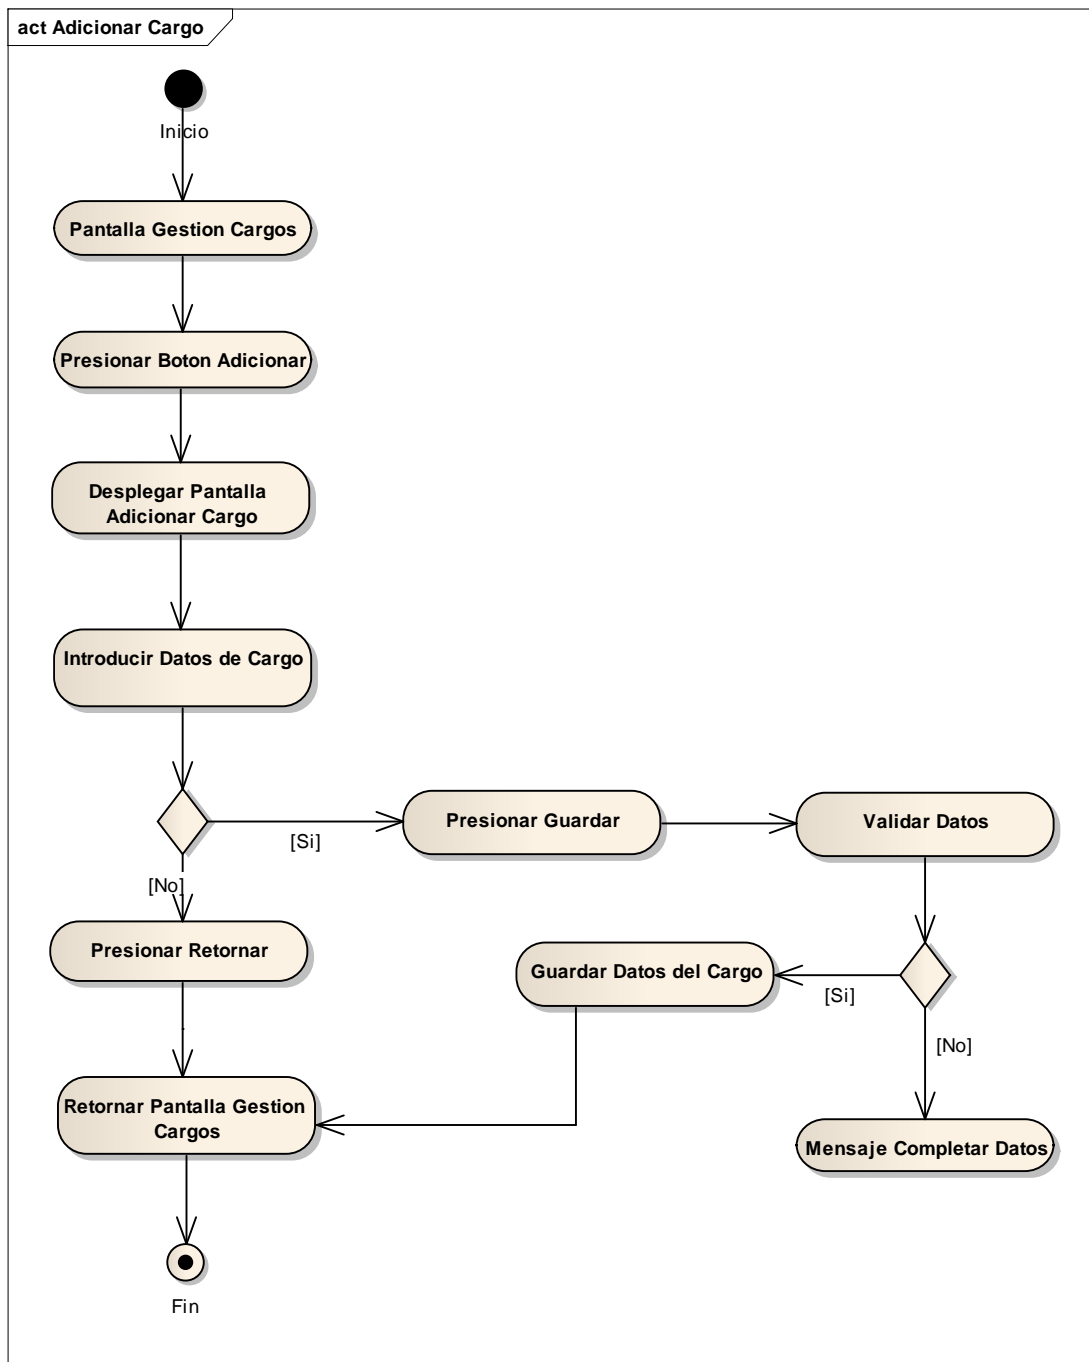 act Adicionar Cargo
Inicio
Pantalla Gestion Cargos
Presionar Boton Adicionar
Desplegar Pantalla
Adicionar Cargo
Introducir Datos de Cargo
[Si]
Presionar Guardar
Validar Datos
[No]
Presionar Retornar
Guardar Datos del Cargo
[Si]
[No]
Retornar Pantalla Gestion
Cargos
Mensaje Completar Datos
Fin